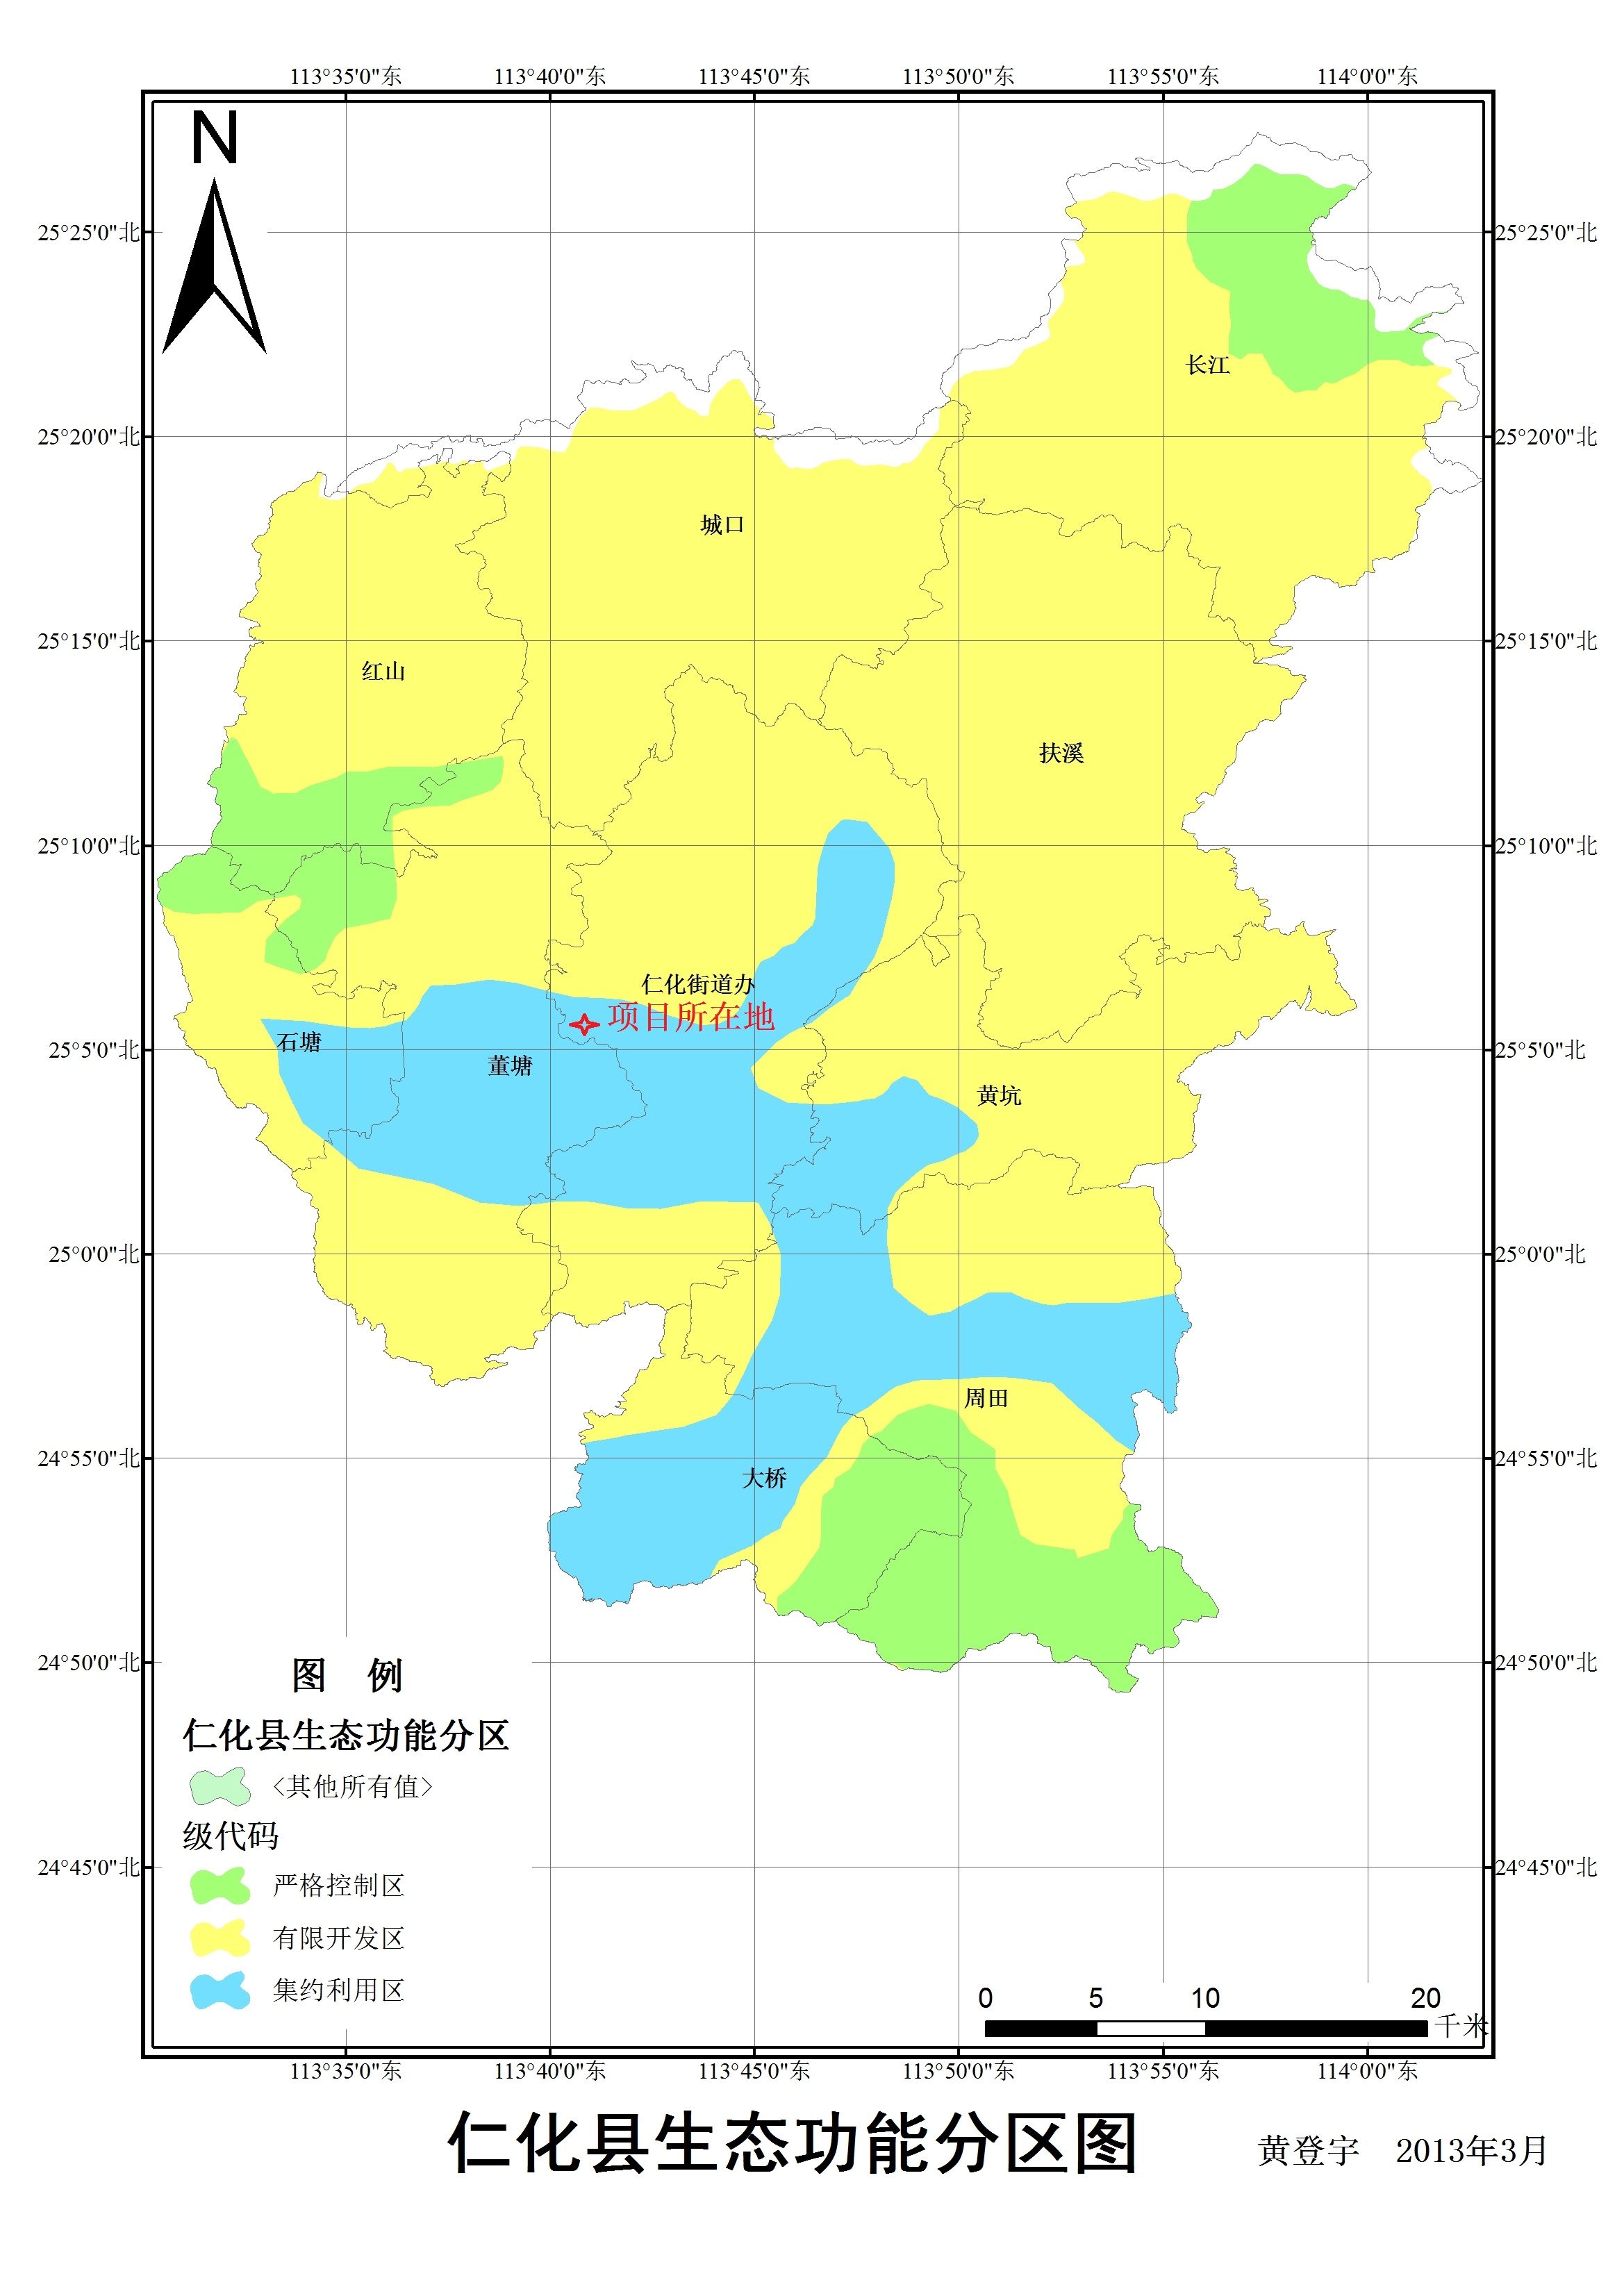 113°35'0"东 113°40'0"东 113°45'0"东 113°50'0"东 113°55'0"东 114°0'0"东
N
25°25'0"北 25°25'0"北
长江
25°20'0"北 25°20'0"北
城口
25°15'0"北 25°15'0"北
红山
扶溪
25°10'0"北 25°10'0"北
仁化街道办
项目所在地
石塘
25°5'0"北 25°5'0"北
董塘
黄坑
25°0'0"北 25°0'0"北
周田
24°55'0"北 24°55'0"北
大桥
24°50'0"北 24°50'0"北
图 例
仁化县生态功能分区
<其他所有值>
级代码
24°45'0"北 24°45'0"北
严格控制区
有限开发区
集约利用区
0 5 10 20
千米
113°35'0"东 113°40'0"东 113°45'0"东 113°50'0"东 113°55'0"东 114°0'0"东
仁化县生态功能分区图
黄登宇 2013年3月